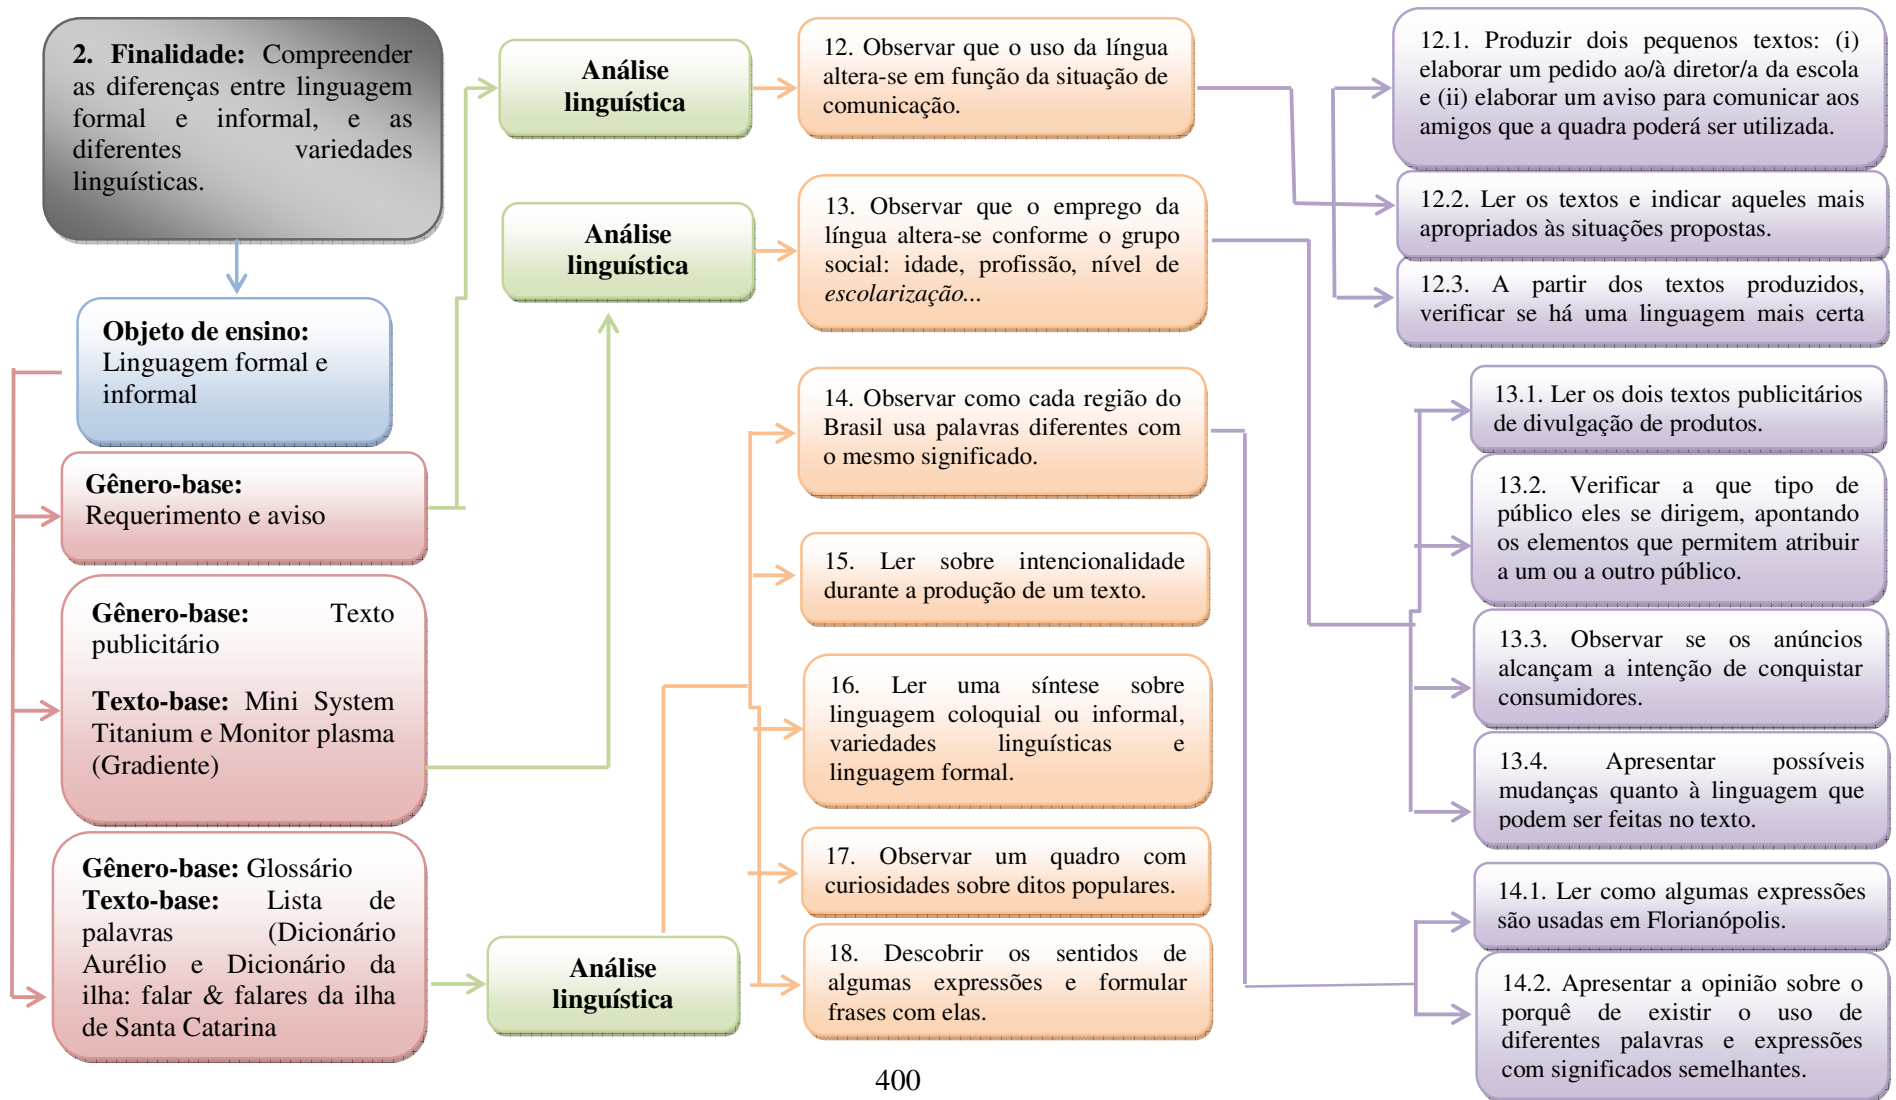 2. Finalidade: Compreender
as diferenças entre linguagem
formal e informal, e as
diferentes variedades
linguísticas.
Objeto de ensino:
Linguagem formal e
informal
Gênero-base:
Requerimento e aviso
Gênero-base: Texto
publicitário
Texto-base: Mini System
Titanium e Monitor plasma
(Gradiente)
Gênero-base: Glossário
Texto-base: Lista de
palavras (Dicionário
Aurélio e Dicionário da
ilha: falar & falares da ilha
de Santa Catarina
Análise
linguística
Análise
linguística
Análise
linguística
12. Observar que o uso da língua
altera-se em função da situação de
comunicação.
13. Observar que o emprego da
língua altera-se conforme o grupo
social: idade, profissão, nível de
escolarização...
14. Observar como cada região do
Brasil usa palavras diferentes com
o mesmo significado.
15. Ler sobre intencionalidade
durante a produção de um texto.
16. Ler uma síntese sobre
linguagem coloquial ou informal,
variedades linguísticas e
linguagem formal.
17. Observar um quadro com
curiosidades sobre ditos populares.
18. Descobrir os sentidos de
algumas expressões e formular
frases com elas.
12.1. Produzir dois pequenos textos: (i)
elaborar um pedido ao/à diretor/a da escola
e (ii) elaborar um aviso para comunicar aos
amigos que a quadra poderá ser utilizada.
12.2. Ler os textos e indicar aqueles mais
apropriados às situações propostas.
12.3. A partir dos textos produzidos,
verificar se há uma linguagem mais certa
13.1. Ler os dois textos publicitários
de divulgação de produtos.
13.2. Verificar a que tipo de
público eles se dirigem, apontando
os elementos que permitem atribuir
a um ou a outro público.
13.3. Observar se os anúncios
alcançam a intenção de conquistar
consumidores.
13.4. Apresentar possíveis
mudanças quanto à linguagem que
podem ser feitas no texto.
14.1. Ler como algumas expressões
são usadas em Florianópolis.
14.2. Apresentar a opinião sobre o
porquê de existir o uso de
diferentes palavras e expressões
com significados semelhantes.
400